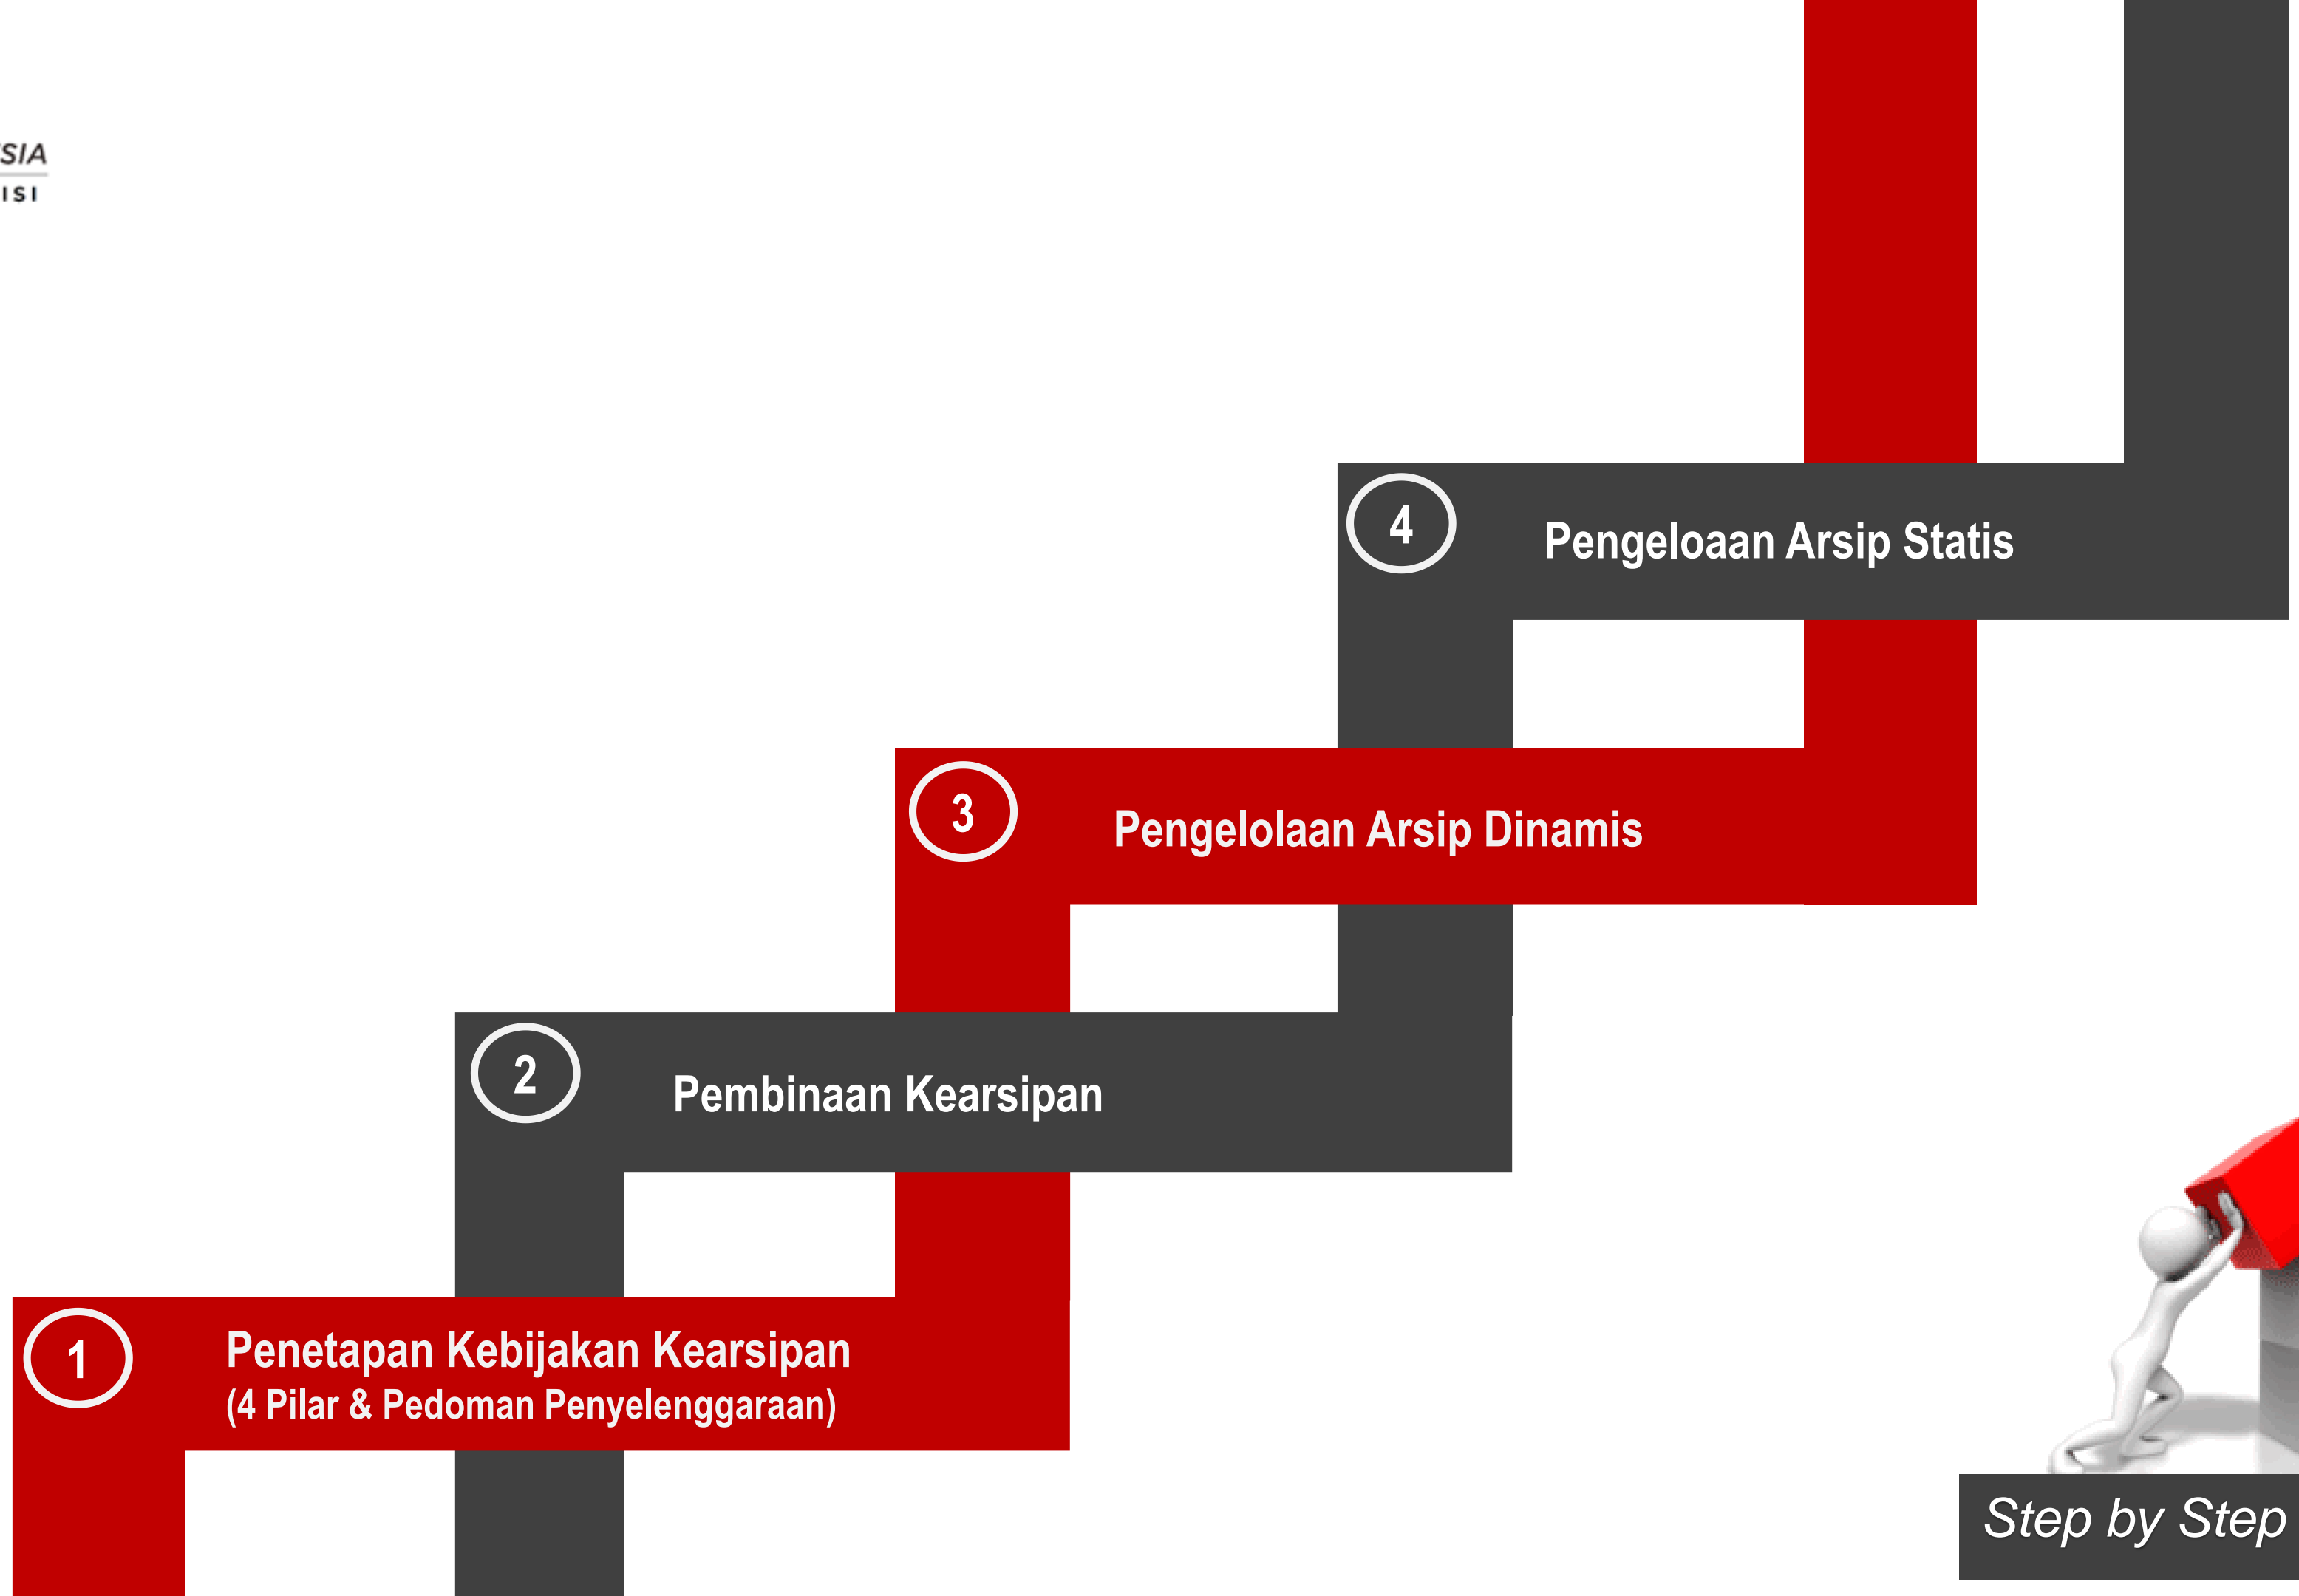 SIA
ISI
4
Pengeloaan Arsip Statis
3
Pengelolaan Arsip Dinamis
2
Pembinaan Kearsipan
1
Penetapan Kebijakan Kearsipan
(4 Pilar & Pedoman Penyelenggaraan)
Step by Step